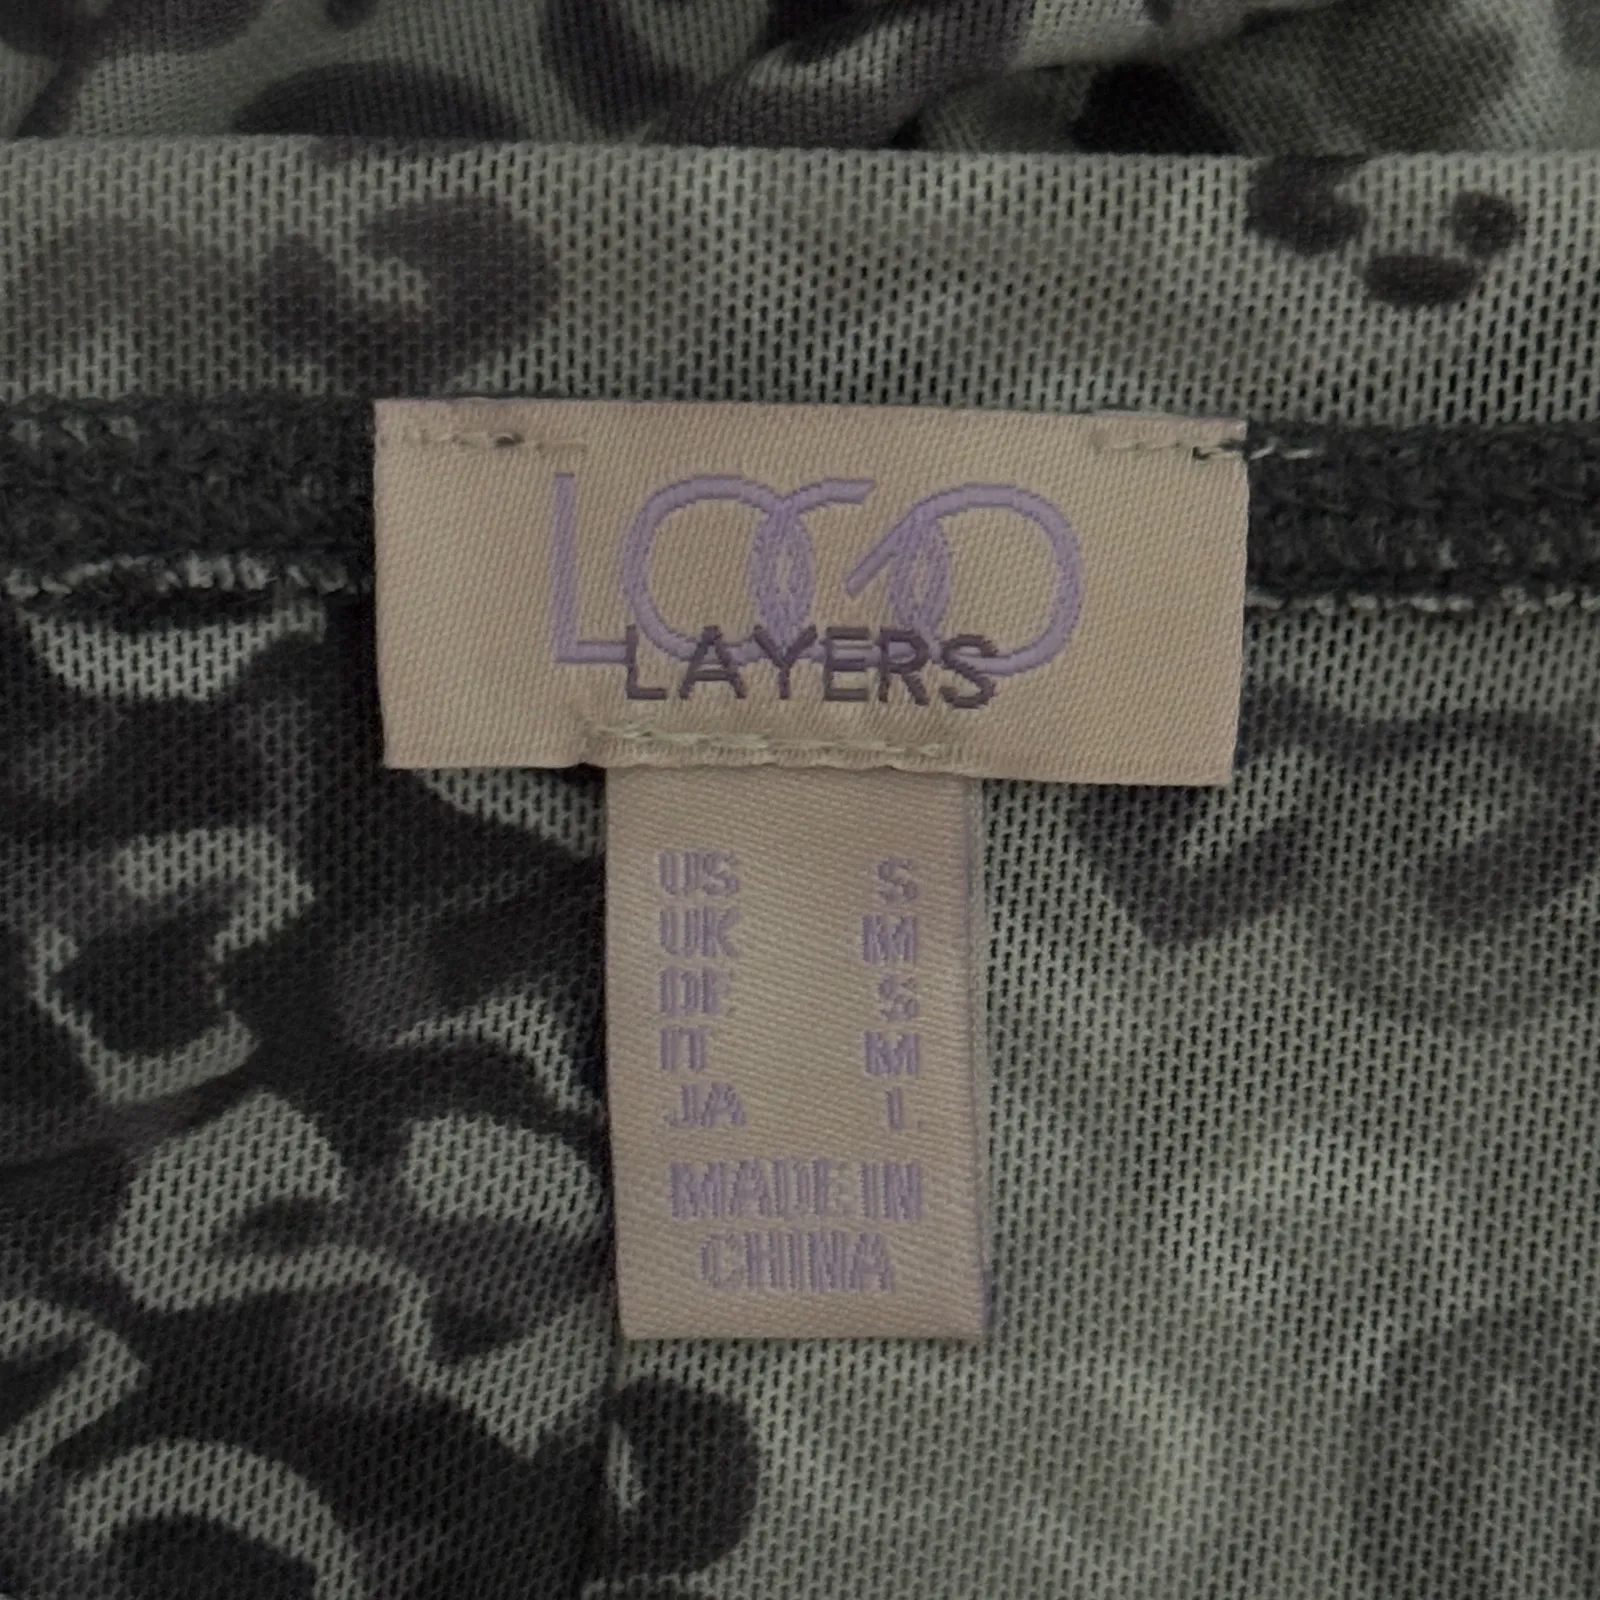 LOGO
LAYERS
US S
UK M
DE S
IT M
JA L
MADE IN
CHINA